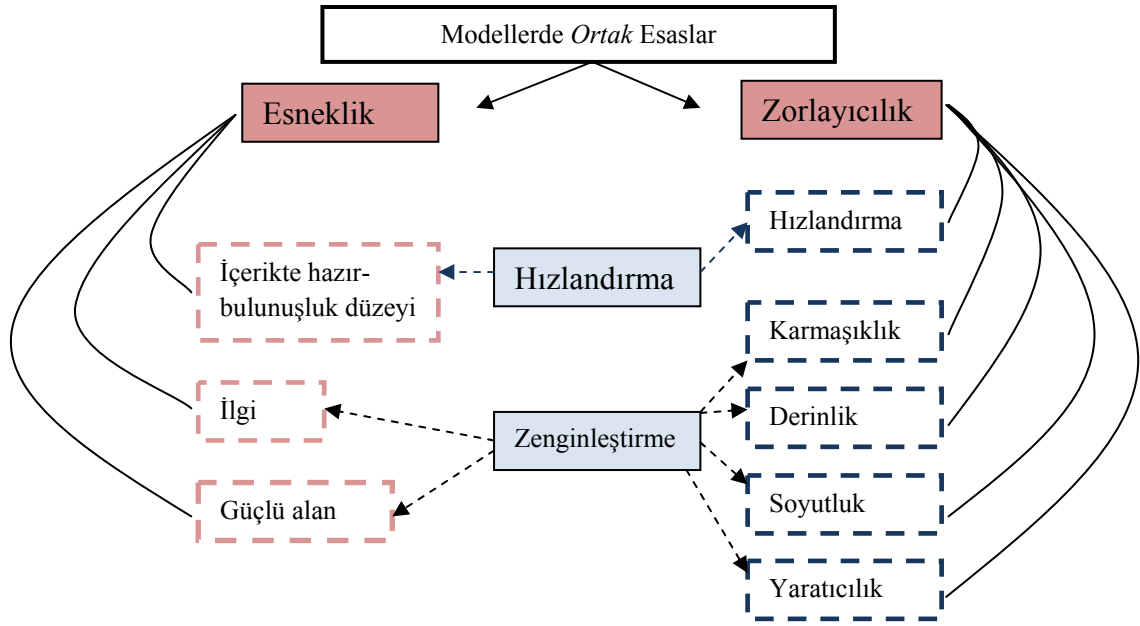 Modellerde Ortak Esaslar
Esneklik
Zorlayıcılık
Hızlandırma
İçerikte hazır-
bulunuşluk düzeyi
Hızlandırma
Karmaşıklık
İlgi
Derinlik
Zenginleştirme
Soyutluk
Güçlü alan
Yaratıcılık